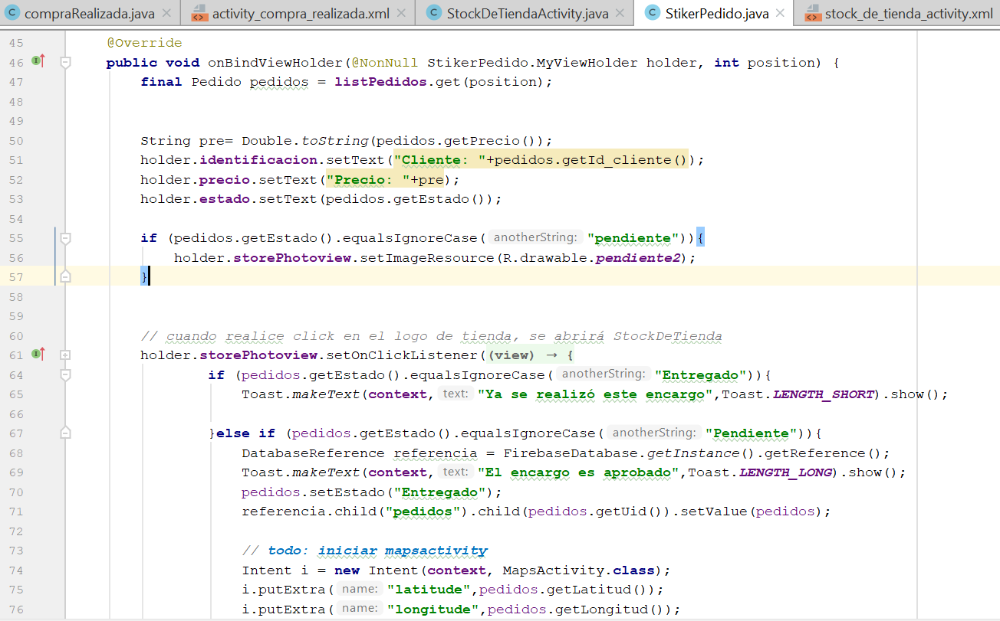 compraRealizada.java activity_compra_realizada.xml StockDeTiendaActivity.java StikerPedido.java stock_de_tienda_activity.xml
45 @Override
46 public void onBindViewHolder(@NonNull StikerPedido.MyViewHolder holder, int position) {
47 final Pedido pedidos = listPedidos.get(position);
48
49
50 String pre= Double.toString(pedidos.getPrecio());
51 holder.identificacion.setText("Cliente: "+pedidos.getId_cliente());
52 holder.precio.setText("Precio: "+pre);
53 holder.estado.setText(pedidos.getEstado());
54
55 if (pedidos.getEstado().equalsIgnoreCase( anotherString: "pendiente")){
56 holder.storePhotoview.setImageResource(R.drawable.pendiente2);
57 }
58
59
60 // cuando realice click en el logo de tienda, se abrirá StockDeTienda
61 holder.storePhotoview.setOnClickListener((view) → {
64 if (pedidos.getEstado().equalsIgnoreCase( anotherString: "Entregado")){
65 Toast.makeText(context, text: "Ya se realizó este encargo",Toast.LENGTH_SHORT).show();
66
67 }else if (pedidos.getEstado().equalsIgnoreCase( anotherString: "Pendiente")){
68 DatabaseReference referencia = FirebaseDatabase.getInstance().getReference();
69 Toast.makeText(context, text: "El encargo es aprobado",Toast.LENGTH_LONG).show();
70 pedidos.setEstado("Entregado");
71 referencia.child("pedidos").child(pedidos.getUid()).setValue(pedidos);
72
73 // todo: iniciar mapsactivity
74 Intent i = new Intent(context, MapsActivity.class);
75 i.putExtra( name: "latitude",pedidos.getLatitud());
76 i.putExtra( name: "longitude",pedidos.getLongitud());